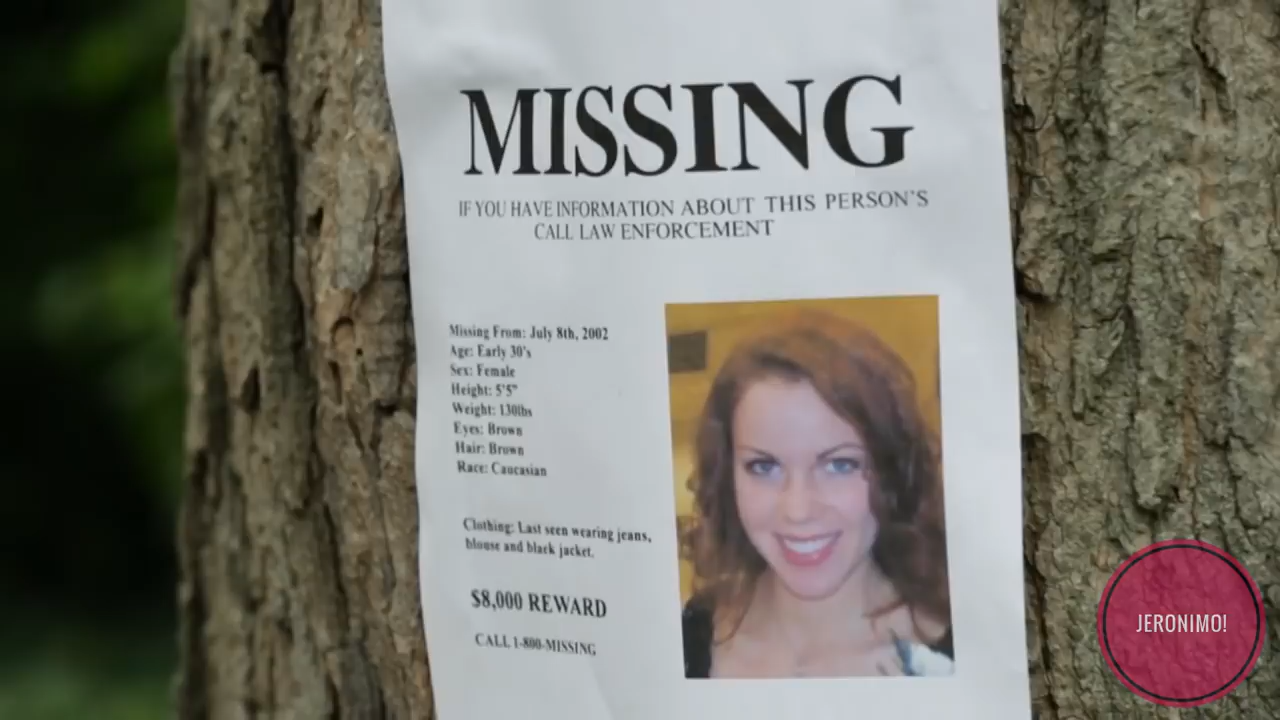 MISSING
IF YOU HAVE INFORMATION ABOUT THIS PERSON'S
CALL LAW ENFORCEMENT
Missing From: July 8th, 2002
Age: Early 30's
Sex: Female
Height: 5'5"
Weight: 130lbs
Eyes: Brown
Hair: Brown
Race: Caucasian
Clothing: Last seen wearing jeans,
blouse and black jacket.
$8,000 REWARD
CALL 1-800-MISSING
JERONIMO!